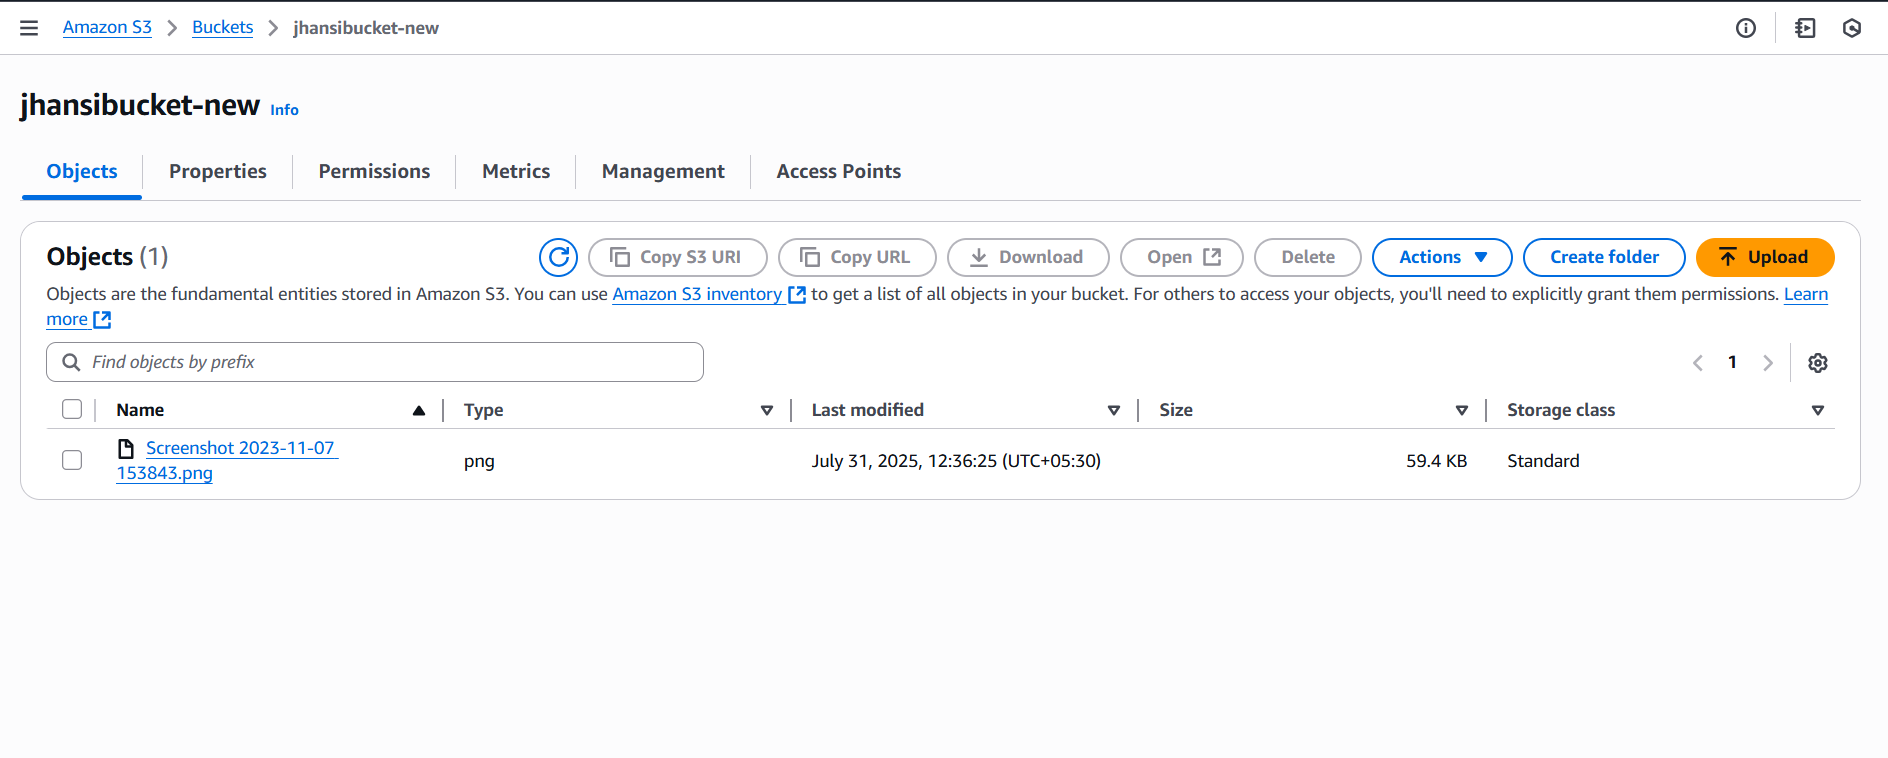 Amazon S3 > Buckets > jhansibucket-new
jhansibucket-new Info
Objects Properties Permissions Metrics Management Access Points
Objects (1) Copy S3 URI Copy URL Download Open Delete Actions Create folder Upload
Objects are the fundamental entities stored in Amazon S3. You can use Amazon S3 inventory to get a list of all objects in your bucket. For others to access your objects, you'll need to explicitly grant them permissions. Learn
more
Find objects by prefix
1
Name Type Last modified Size Storage class
Screenshot 2023-11-07
153843.png png July 31, 2025, 12:36:25 (UTC+05:30) 59.4 KB Standard